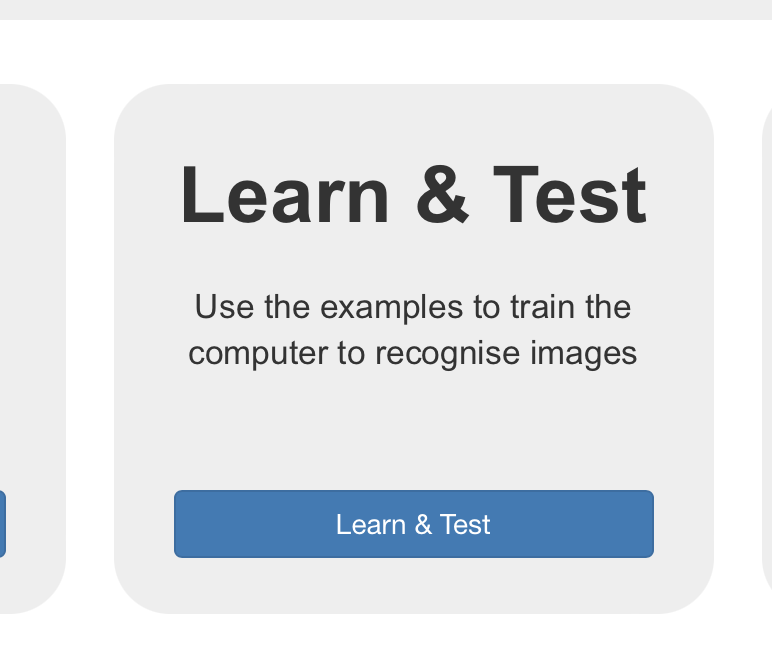 Learn & Test
Use the examples to train the
computer to recognise images
Learn & Test